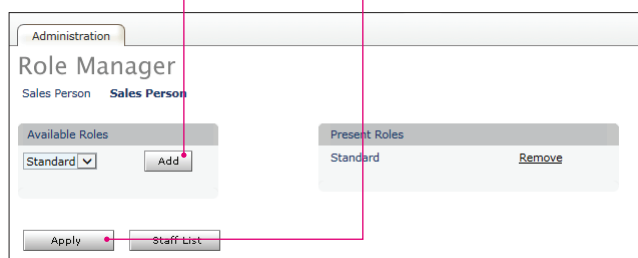 Administration
Role Manager
Sales Person Sales Person
Available Roles
Present Roles
Standard Add
Standard Remove
Apply Staff List